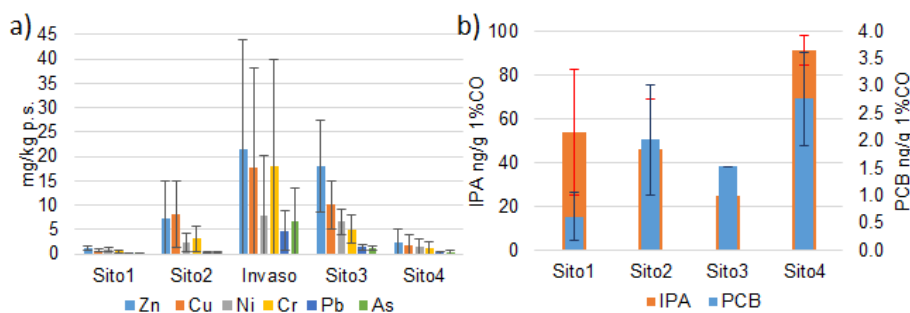 a)
45
40
35
30
25
20
15
10
5
0
mg/kg p.s.
Sito1 Sito2 Invaso Sito3 Sito4
Zn Cu Ni Cr Pb As
b)
100
80
60
40
20
0
IPA ng/g 1%CO
4.0
3.5
3.0
2.5
2.0
1.5
1.0
0.5
0.0
PCB ng/g 1%CO
Sito1 Sito2 Sito3 Sito4
IPA PCB